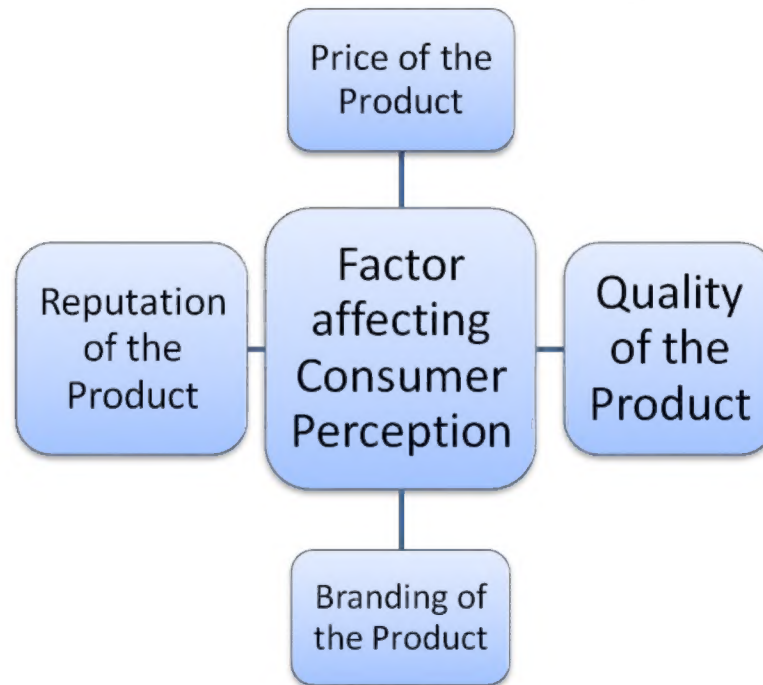 Price of the
Product
Reputation
of the
Product
Factor
affecting
Consumer
Perception
Quality
of the
Product
Branding of
the Product